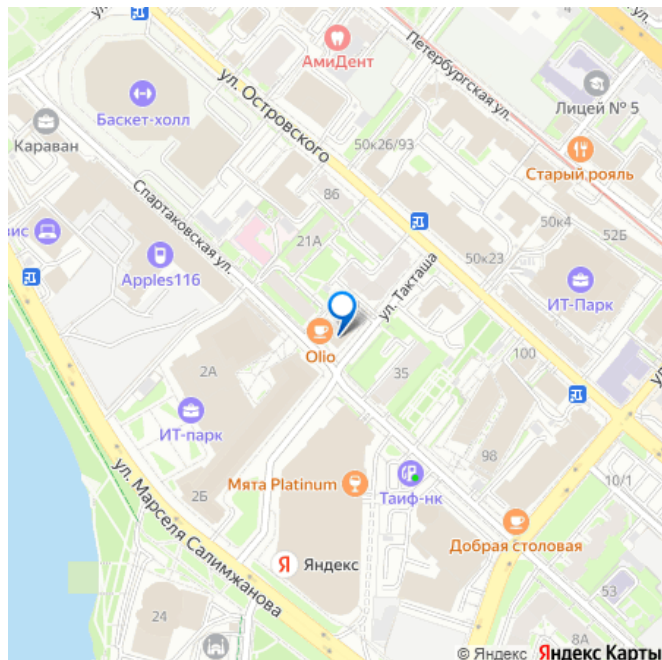 АмиДент
Петербургская ул.
ул. Островского
Лицей № 5
Баскет-холл
Караван
50к26/93
Старый рояль
8б
Спартаковская ул.
50к4
52Б
21А
вис
Apples116
50к23
ул. Такташа
ИТ-Парк
Olio
100
2А
35
ИТ-парк
98
10/1
2Б
Мята Platinum
Таиф-нк
ул. Марселя Салимжанова
Добрая столовая
Яндекс
53
24
8А
© Яндекс Яндекс Карты